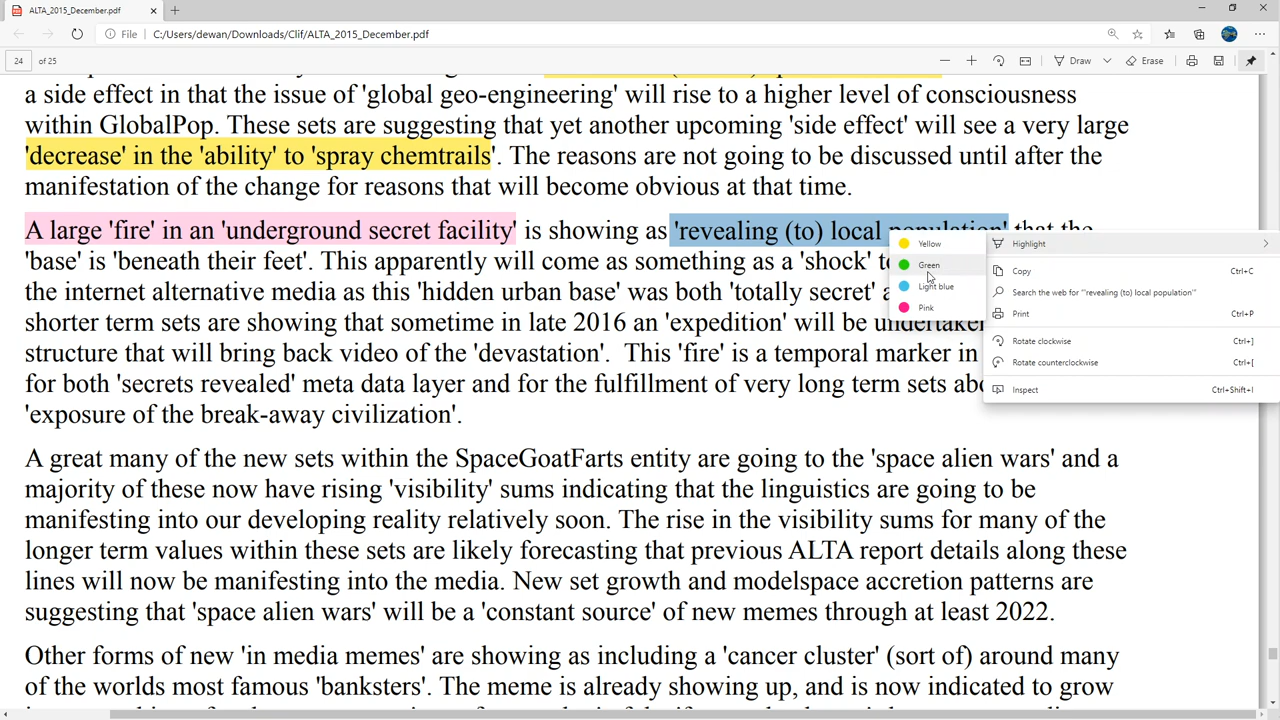 ALTA_2015_December.pdf
File C:/Users/dewan/Downloads/Clif/ALTA_2015_December.pdf
24 of 25 Draw Erase
a side effect in that the issue of 'global geo-engineering' will rise to a higher level of consciousness
within GlobalPop. These sets are suggesting that yet another upcoming 'side effect' will see a very large
'decrease' in the 'ability' to 'spray chemtrails'. The reasons are not going to be discussed until after the
manifestation of the change for reasons that will become obvious at that time.
A large 'fire' in an 'underground secret facility' is showing as 'revealing (to) local population' that the
'base' is 'beneath their feet'. This apparently will come as something as a 'shock' to
the internet alternative media as this 'hidden urban base' was both 'totally secret'
shorter term sets are showing that sometime in late 2016 an 'expedition' will be undertaken
structure that will bring back video of the 'devastation'. This 'fire' is a temporal marker in
for both 'secrets revealed' meta data layer and for the fulfillment of very long term sets
'exposure of the break-away civilization'.
Yellow
Green
Light blue
Pink
Highlight
Copy Ctrl+C
Search the web for "'revealing (to) local population'"
Print Ctrl+P
Rotate clockwise Ctrl+]
Rotate counterclockwise Ctrl+[
Inspect Ctrl+Shift+I
A great many of the new sets within the SpaceGoatFarts entity are going to the 'space alien wars' and a
majority of these now have rising 'visibility' sums indicating that the linguistics are going to be
manifesting into our developing reality relatively soon. The rise in the visibility sums for many of the
longer term values within these sets are likely forecasting that previous ALTA report details along these
lines will now be manifesting into the media. New set growth and modelspace accretion patterns are
suggesting that 'space alien wars' will be a 'constant source' of new memes through at least 2022.
Other forms of new 'in media memes' are showing as including a 'cancer cluster' (sort of) around many
of the worlds most famous 'banksters'. The meme is already showing up, and is now indicated to grow